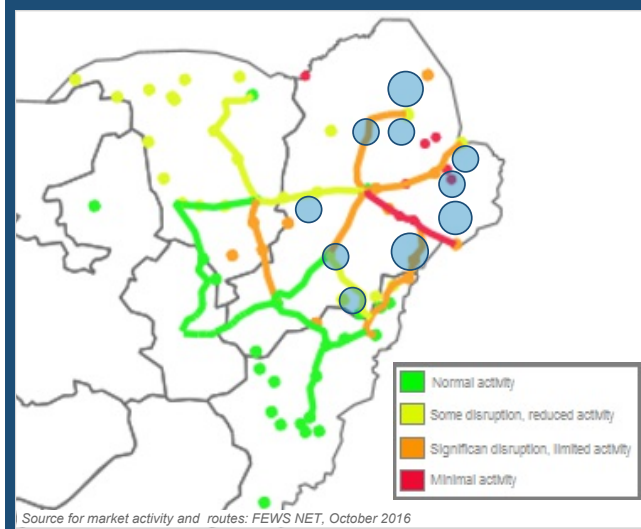 Normal activity
Some disruption, reduced activity
Significan disruption, limited activity
Minimal activity
Source for market activity and routes: FEWS NET, October 2016